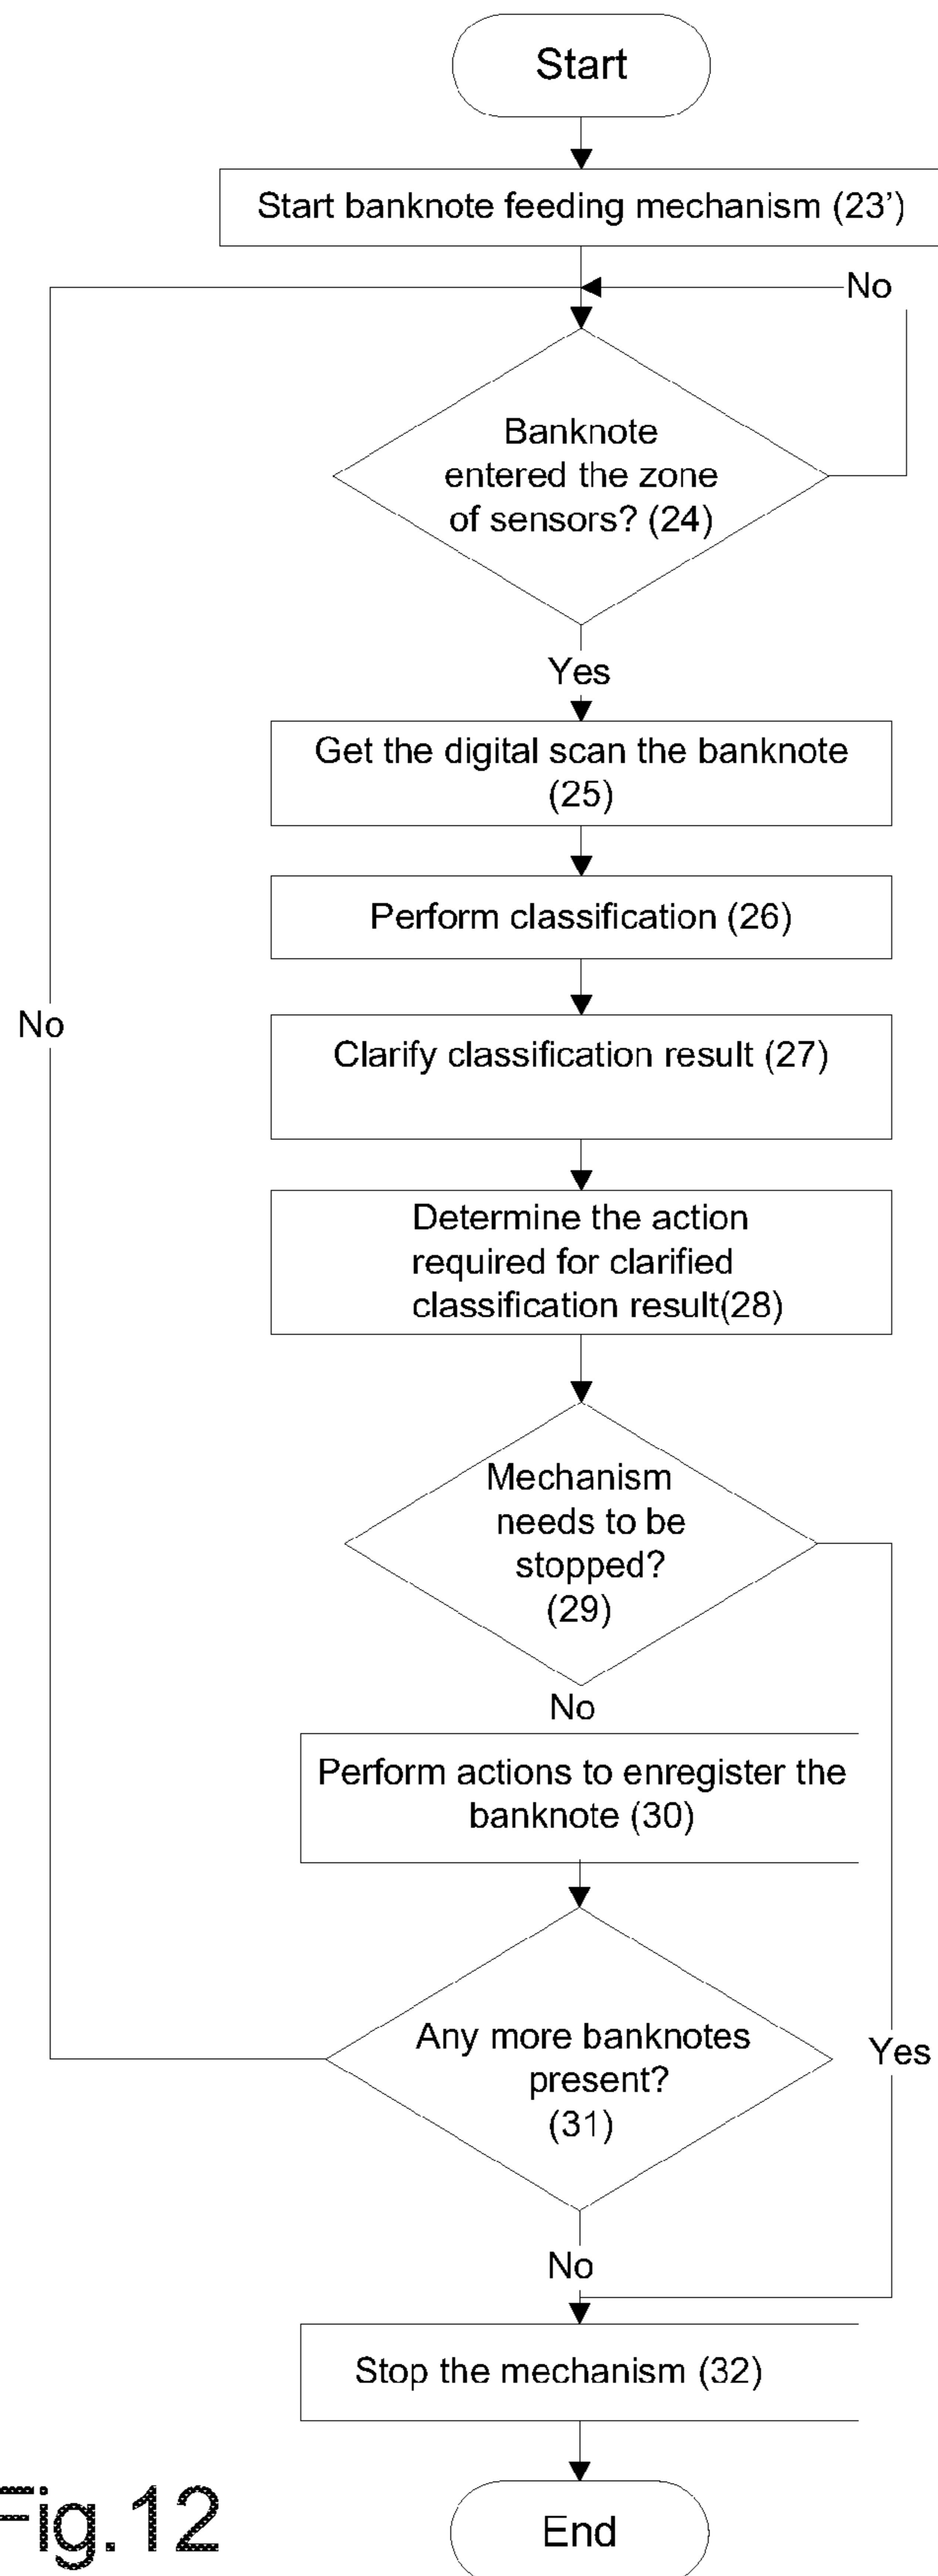 Start
Start banknote feeding mechanism (23')
No
Banknote
entered the zone
of sensors? (24)
Yes
Get the digital scan the banknote
(25)
Perform classification (26)
No
Clarify classification result (27)
Determine the action
required for clarified
classification result(28)
Mechanism
needs to be
stopped?
(29)
No
Perform actions to enregister the
banknote (30)
Any more banknotes
present?
(31)
Yes
No
Stop the mechanism (32)
End
Fig.12